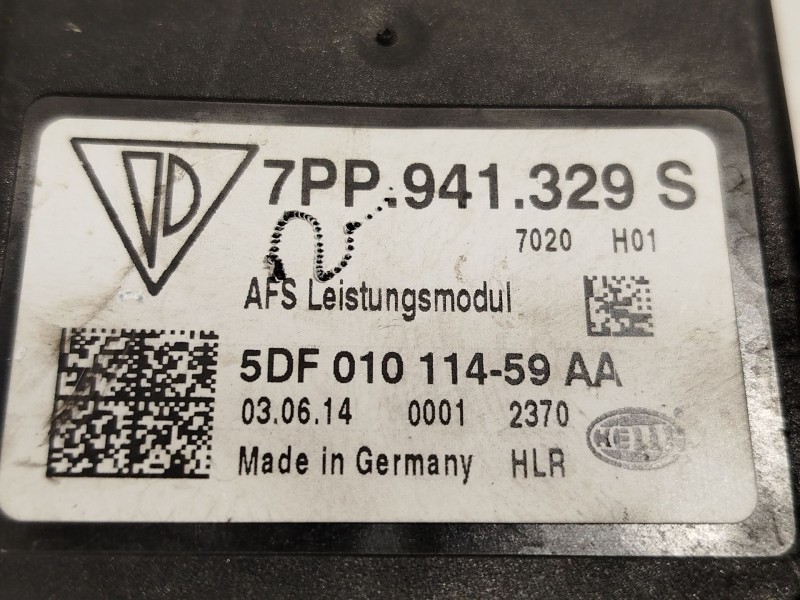 7PP.941.329 S
7020 H01
AFS Leistungsmodul
5DF 010 114-59 AA
03.06.14 0001 2370
HELLA
Made in Germany HLR